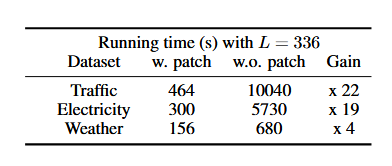 Running time (s) with L = 336
Dataset w. patch w.o. patch Gain
Traffic 464 10040 x 22
Electricity 300 5730 x 19
Weather 156 680 x 4